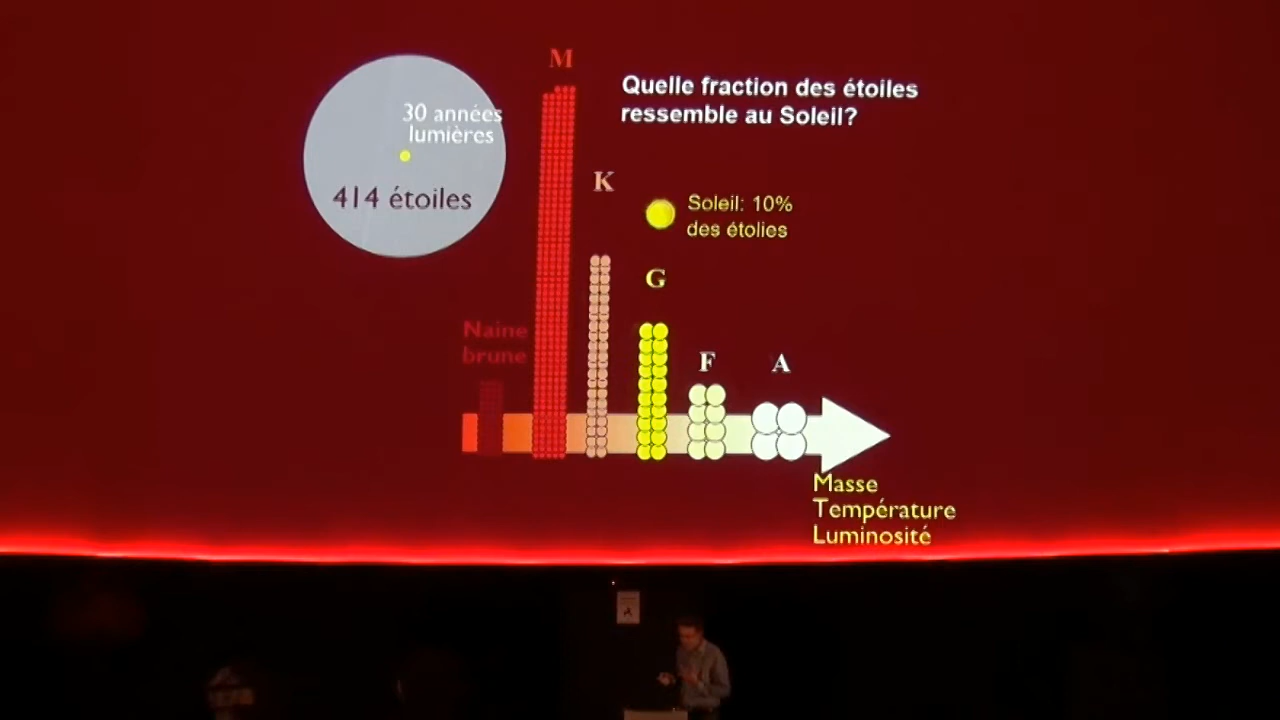 M
Quelle fraction des étoiles
ressemble au Soleil?
30 années
lumières
414 étoiles
K
Soleil: 10%
des étolies
G
Naine
brune
F
A
Masse
Température
Luminosité